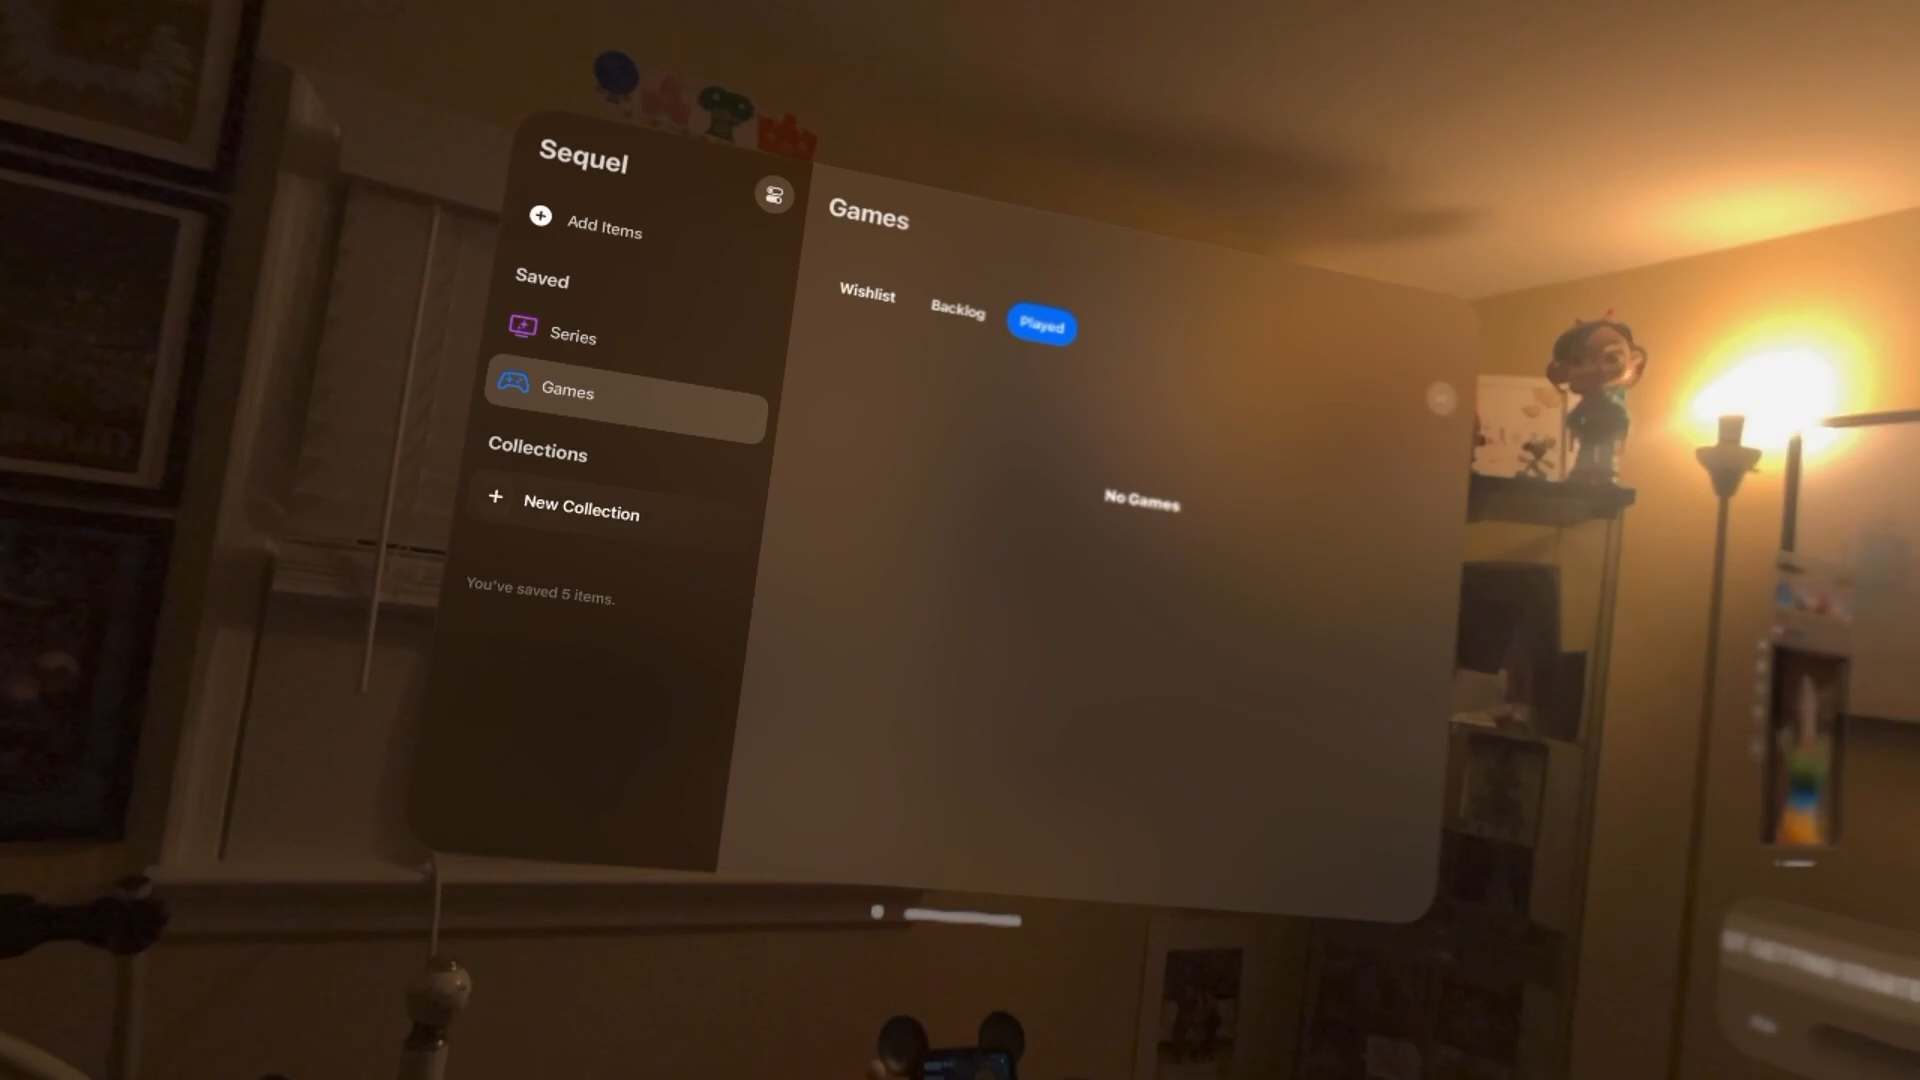 Sequel
Add Items
Saved
Series
Games
Collections
New Collection
You've saved 5 items.
Games
Wishlist
Backlog
Played
No Games